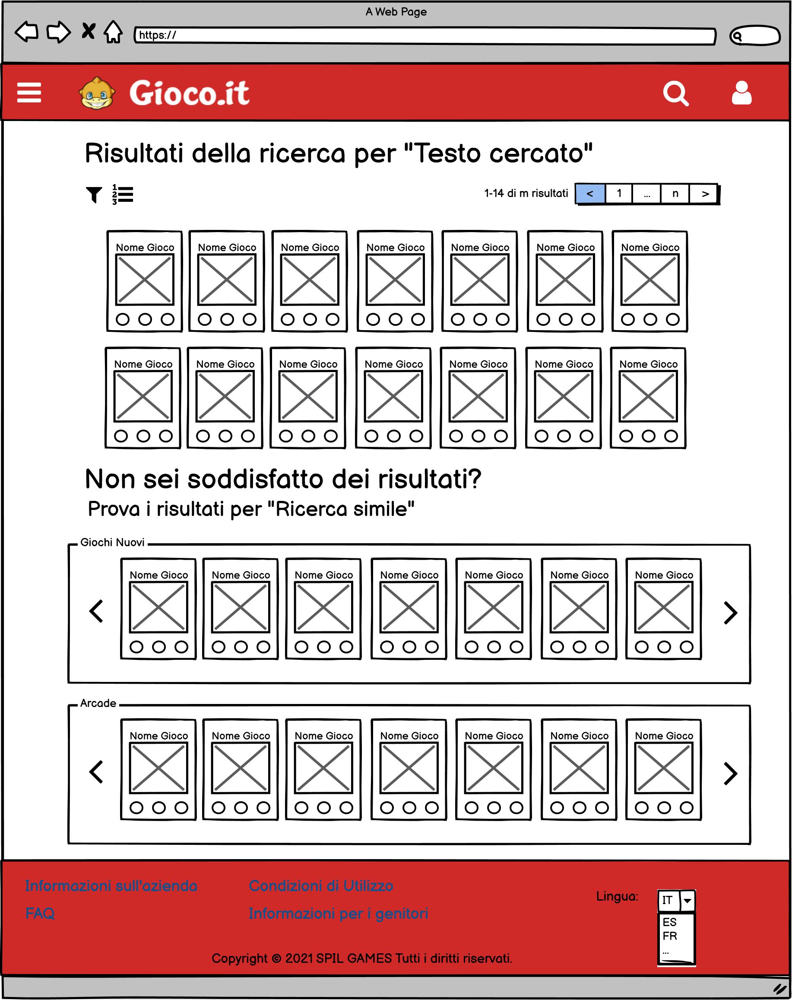 A Web Page
https://
Gioco.it
Risultati della ricerca per "Testo cercato"
1
2
3
1-14 di m risultati < 1 ... n >
Nome Gioco Nome Gioco Nome Gioco Nome Gioco Nome Gioco Nome Gioco Nome Gioco
Nome Gioco Nome Gioco Nome Gioco Nome Gioco Nome Gioco Nome Gioco Nome Gioco
Non sei soddisfatto dei risultati?
Prova i risultati per "Ricerca simile"
Giochi Nuovi
Nome Gioco Nome Gioco Nome Gioco Nome Gioco Nome Gioco Nome Gioco Nome Gioco
Arcade
Nome Gioco Nome Gioco Nome Gioco Nome Gioco Nome Gioco Nome Gioco Nome Gioco
Informazioni sull'azienda Condizioni di Utilizzo
Lingua: IT
FAQ Informazioni per i genitori
ES
FR
...
Copyright © 2021 SPIL GAMES Tutti i diritti riservati.